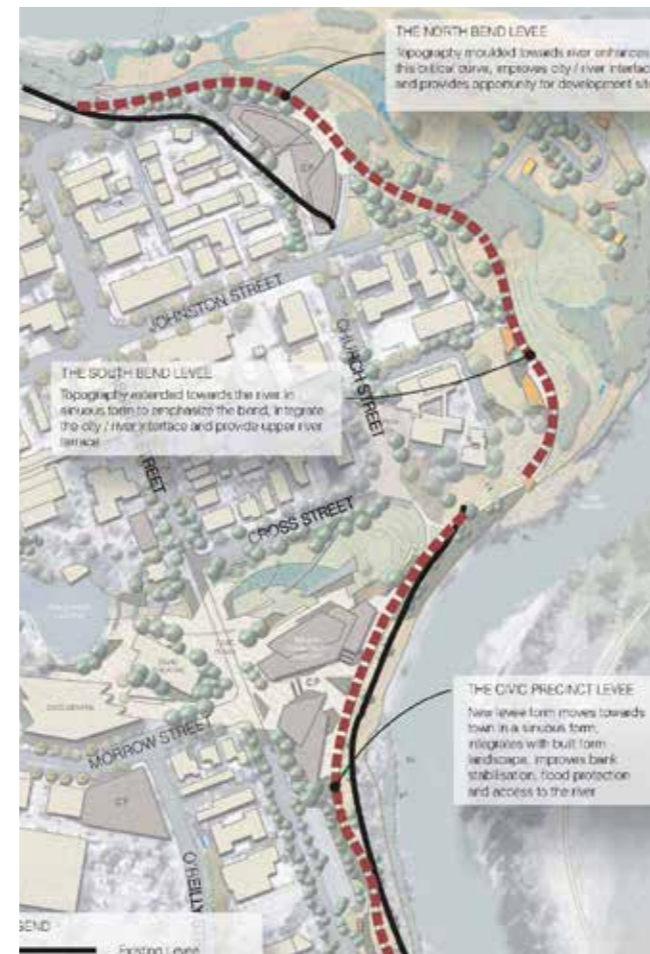 THE NORTH BEND LEVEE
Topography moulded towards river enhances
this critical curve, improves city / river interfac
and provides opportunity for development sit
CP
JOHNSTON STREET
CHURCH STREET
THE SOUTH BEND LEVEE
Topography extended towards the river in
sinuous form to emphasize the bend, integrate
the city / river interface and provide upper river
terrace
REET
CROSS STREET
CP
THE CIVIC PRECINCT LEVEE
New levee form moves towards
town in a sinuous form,
integrates with built form
landscape, improves bank
stabilisation, flood protection
and access to the river
MORROW STREET
CP
O'REILLY
GEND
Existing Levee